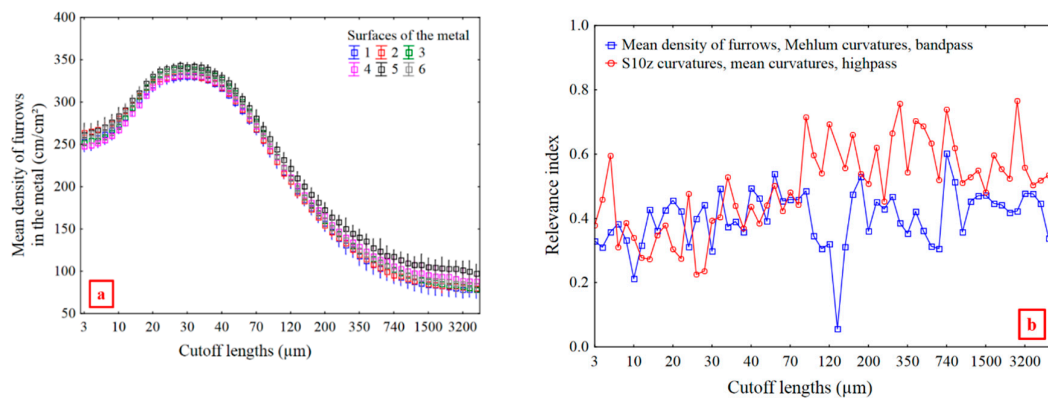 400
350
300
250
200
150
100
50
Mean density of furrows
in the metal (cm/cm²)
Surfaces of the metal
1 2 3
4 5 6
a
3 10 20 30 40 70 120 200 350 740 1500 3200
Cutoff lengths (µm)
1.0
0.8
0.6
0.4
0.2
0.0
Relevance index
Mean density of furrows, Mehlum curvatures, bandpass
S10z curvatures, mean curvatures, highpass
b
3 10 20 30 70 120 350 740 1500 3200
Cutoff lengths (µm)